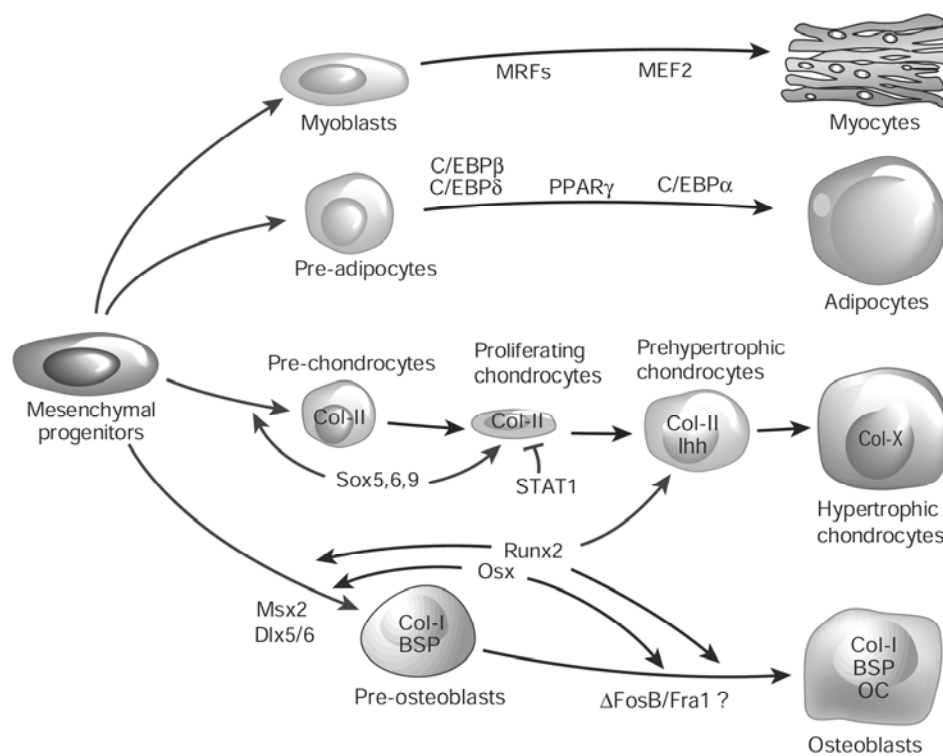 MRFs
MEF2
Myoblasts
Myocytes
C/EBPβ
C/EBPδ
PPARγ
C/EBPα
Pre-adipocytes
Adipocytes
Mesenchymal
progenitors
Pre-chondrocytes
Col-II
Proliferating
chondrocytes
Col-II
Prehypertrophic
chondrocytes
Col-II
Ihh
Col-X
Hypertrophic
chondrocytes
Sox5,6,9
STAT1
Runx2
Osx
Msx2
Dlx5/6
Col-I
BSP
Pre-osteoblasts
ΔFosB/Fra1 ?
Col-I
BSP
OC
Osteoblasts